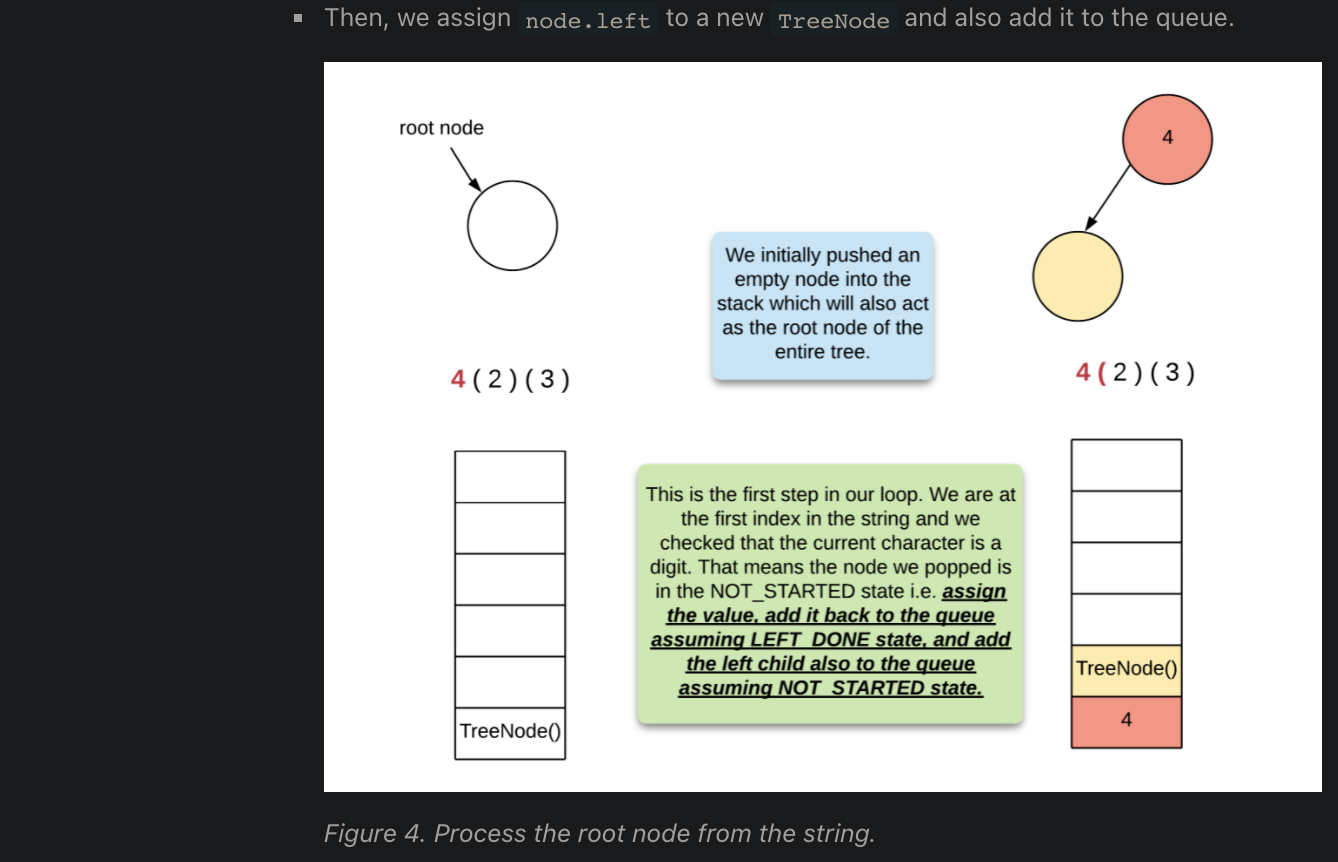 Then, we assign node.left to a new TreeNode and also add it to the queue.
root node
4
We initially pushed an
empty node into the
stack which will also act
as the root node of the
entire tree.
4 ( 2 ) ( 3 )
4 ( 2 ) ( 3 )
This is the first step in our loop. We are at
the first index in the string and we
checked that the current character is a
digit. That means the node we popped is
in the NOT_STARTED state i.e. assign
the value, add it back to the queue
assuming LEFT_DONE state, and add
the left child also to the queue
assuming NOT_STARTED state.
TreeNode()
TreeNode()
4
Figure 4. Process the root node from the string.